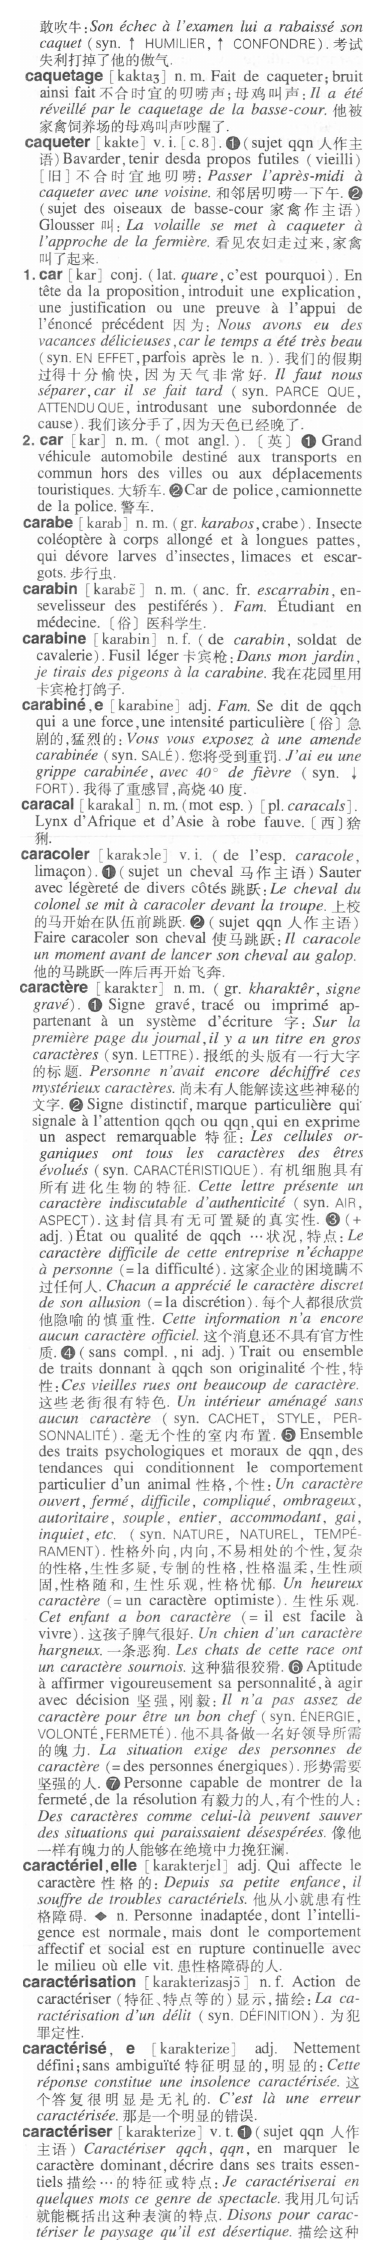 敢吹牛:Son échec à l'examen lui a rabaissé son
caquet (syn. ↑ HUMILIER, ↑ CONFONDRE). 考试
失利打掉了他的傲气.
caquetage [kaktaʒ] n. m. Fait de caqueter; bruit
ainsi fait 不合时宜的叨唠声;母鸡叫声: Il a été
réveillé par le caquetage de la basse-cour. 他被
家禽饲养场的母鸡叫声吵醒了.
caqueter [kakte] v. i. [c. 8]. ❶(sujet qqn 人作主
语) Bavarder, tenir desda propos futiles (vieilli)
[旧] 不合时宜地叨唠: Passer l'après-midi à
caqueter avec une voisine. 和邻居叨唠一下午. ❷
(sujet des oiseaux de basse-cour 家禽作主语)
Glousser 叫: La volaille se met à caqueter à
l'approche de la fermière. 看见农妇走过来,家禽
叫了起来.
1. car [kar] conj. (lat. quare, c'est pourquoi). En
tête da la proposition, introduit une explication,
une justification ou une preuve à l'appui de
l'énoncé précédent 因为: Nous avons eu des
vacances délicieuses, car le temps a été très beau
(syn. EN EFFET, parfois après le n.). 我们的假期
过得十分愉快, 因为天气非常好. Il faut nous
séparer, car il se fait tard (syn. PARCE QUE,
ATTENDU QUE, introdusant une subordonnée de
cause). 我们该分手了,因为天色已经晚了.
2. car [kar] n. m. (mot angl.). 〔英〕 ❶ Grand
véhicule automobile destiné aux transports en
commun hors des villes ou aux déplacements
touristiques. 大轿车. ❷Car de police, camionnette
de la police. 警车.
carabe [karab] n. m. (gr. karabos, crabe). Insecte
coléoptère à corps allongé et à longues pattes,
qui dévore larves d'insectes, limaces et escar-
gots. 步行虫.
carabin [karabɛ̃] n. m. (anc. fr. escarrabin, en-
sevelisseur des pestiférés). Fam. Étudiant en
médecine. 〔俗〕医科学生.
carabine [karabin] n. f. (de carabin, soldat de
cavalerie). Fusil léger 卡宾枪: Dans mon jardin,
je tirais des pigeons à la carabine. 我在花园里用
卡宾枪打鸽子.
carabiné, e [karabine] adj. Fam. Se dit de qqch
qui a une force, une intensité particulière 〔俗〕急
剧的,猛烈的: Vous vous exposez à une amende
carabinée (syn. SALÉ). 您将受到重罚. J'ai eu une
grippe carabinée, avec 40° de fièvre (syn. ↓
FORT). 我得了重感冒,高烧 40 度.
caracal [karakal] n. m. (mot esp.) [pl. caracals].
Lynx d'Afrique et d'Asie à robe fauve. 〔西〕猞
猁.
caracoler [karakɔle] v. i. (de l'esp. caracole,
limaçon). ❶(sujet un cheval 马作主语) Sauter
avec légèreté de divers côtés 跳跃: Le cheval du
colonel se mit à caracoler devant la troupe. 上校
的马开始在队伍前跳跃. ❷ (sujet qqn 人作主语)
Faire caracoler son cheval 使马跳跃: Il caracole
un moment avant de lancer son cheval au galop.
他的马跳跃一阵后再开始飞奔.
caractère [karaktɛr] n. m. (gr. kharaktêr, signe
gravé). ❶ Signe gravé, tracé ou imprimé ap-
partenant à un système d'écriture 字: Sur la
première page du journal, il y a un titre en gros
caractères (syn. LETTRE). 报纸的头版有一行大字
的标题. Personne n'avait encore déchiffré ces
mystérieux caractères. 尚未有人能解读这些神秘的
文字. ❷ Signe distinctif, marque particulière qui
signale à l'attention qqch ou qqn, qui en exprime
un aspect remarquable 特征: Les cellules or-
ganiques ont tous les caractères des êtres
évolués (syn. CARACTÉRISTIQUE). 有机细胞具有
所有进化生物的特征. Cette lettre présente un
caractère indiscutable d'authenticité (syn. AIR,
ASPECT). 这封信具有无可置疑的真实性. ❸(+
adj.) État ou qualité de qqch …状况,特点: Le
caractère difficile de cette entreprise n'échappe
à personne (=la difficulté). 这家企业的困境瞒不
过任何人. Chacun a apprécié le caractère discret
de son allusion (=la discrétion). 每个人都很欣赏
他隐喻的慎重性. Cette information n'a encore
aucun caractère officiel. 这个消息还不具有官方性
质. ❹(sans compl., ni adj.) Trait ou ensemble
de traits donnant à qqch son originalité 个性,特
性: Ces vieilles rues ont beaucoup de caractère.
这些老街很有特色. Un intérieur aménagé sans
aucun caractère (syn. CACHET, STYLE, PER-
SONNALITÉ). 毫无个性的室内布置. ❺ Ensemble
des traits psychologiques et moraux de qqn, des
tendances qui conditionnent le comportement
particulier d'un animal 性格,个性: Un caractère
ouvert, fermé, difficile, compliqué, ombrageux,
autoritaire, souple, entier, accommodant, gai,
inquiet, etc. (syn. NATURE, NATUREL, TEMPÉ-
RAMENT). 性格外向,内向,不易相处的个性,复杂
的性格,生性多疑,专制的性格,性格温柔,生性顽
固,性格随和,生性乐观,性格忧郁. Un heureux
caractère (=un caractère optimiste). 生性乐观.
Cet enfant a bon caractère (=il est facile à
vivre). 这孩子脾气很好. Un chien d'un caractère
hargneux. 一条恶狗. Les chats de cette race ont
un caractère sournois. 这种猫很狡猾. ❻Aptitude
à affirmer vigoureusement sa personnalité, à agir
avec décision 坚强,刚毅: Il n'a pas assez de
caractère pour être un bon chef (syn. ÉNERGIE,
VOLONTÉ, FERMETÉ). 他不具备做一名好领导所需
的魄力. La situation exige des personnes de
caractère (=des personnes énergiques). 形势需要
坚强的人. ❼Personne capable de montrer de la
fermeté, de la résolution 有毅力的人,有个性的人:
Des caractères comme celui-là peuvent sauver
des situations qui paraissaient désespérées. 像他
一样有魄力的人能够在绝境中力挽狂澜.
caractériel, elle [karakterjɛl] adj. Qui affecte le
caractère 性格的: Depuis sa petite enfance, il
souffre de troubles caractériels. 他从小就患有性
格障碍. ◆ n. Personne inadaptée, dont l'intelli-
gence est normale, mais dont le comportement
affectif et social est en rupture continuelle avec
le milieu où elle vit. 患性格障碍的人.
caractérisation [karakterizasjɔ̃] n. f. Action de
caractériser (特征、特点等的)显示,描绘: La ca-
ractérisation d'un délit (syn. DÉFINITION). 为犯
罪定性.
caractérisé, e [karakterize] adj. Nettement
défini; sans ambiguïté 特征明显的,明显的: Cette
réponse constitue une insolence caractérisée. 这
个答复很明显是无礼的. C'est là une erreur
caractérisée. 那是一个明显的错误.
caractériser [karakterize] v. t. ❶(sujet qqn 人作
主语) Caractériser qqch, qqn, en marquer le
caractère dominant, décrire dans ses traits essen-
tiels 描绘…的特征或特点: Je caractériserai en
quelques mots ce genre de spectacle. 我用几句话
就能概括出这种表演的特点. Disons pour carac-
tériser le paysage qu'il est désertique. 描绘这种